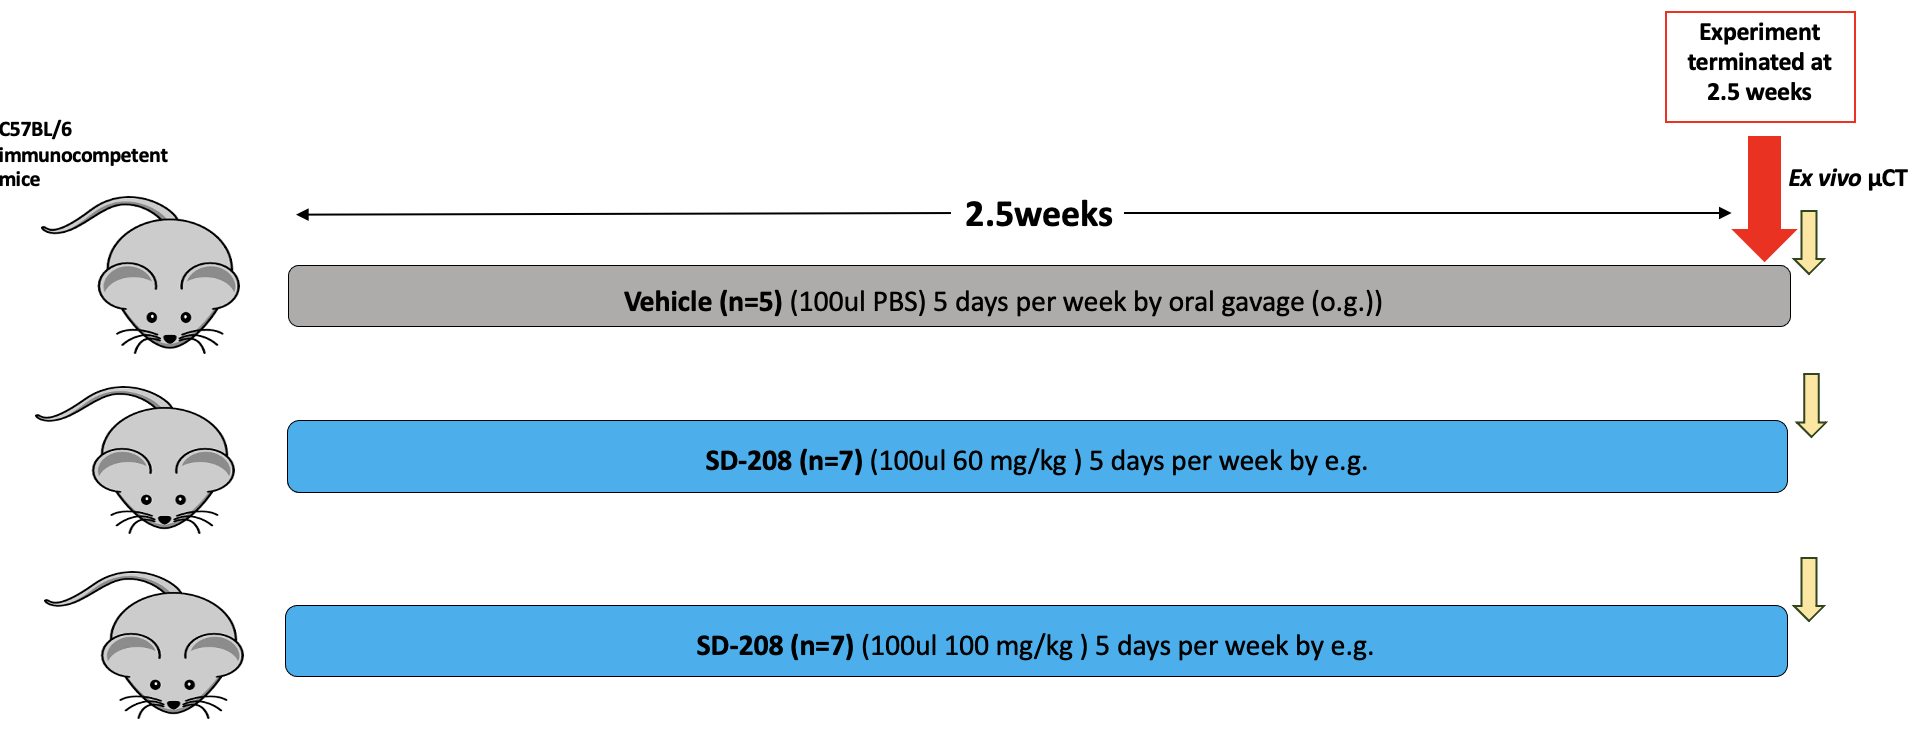 Experiment
terminated at
2.5 weeks
C57BL/6
immunocompetent
mice
Ex vivo µCT
2.5weeks
Vehicle (n=5) (100ul PBS) 5 days per week by oral gavage (o.g.))
SD-208 (n=7) (100ul 60 mg/kg ) 5 days per week by e.g.
SD-208 (n=7) (100ul 100 mg/kg ) 5 days per week by e.g.